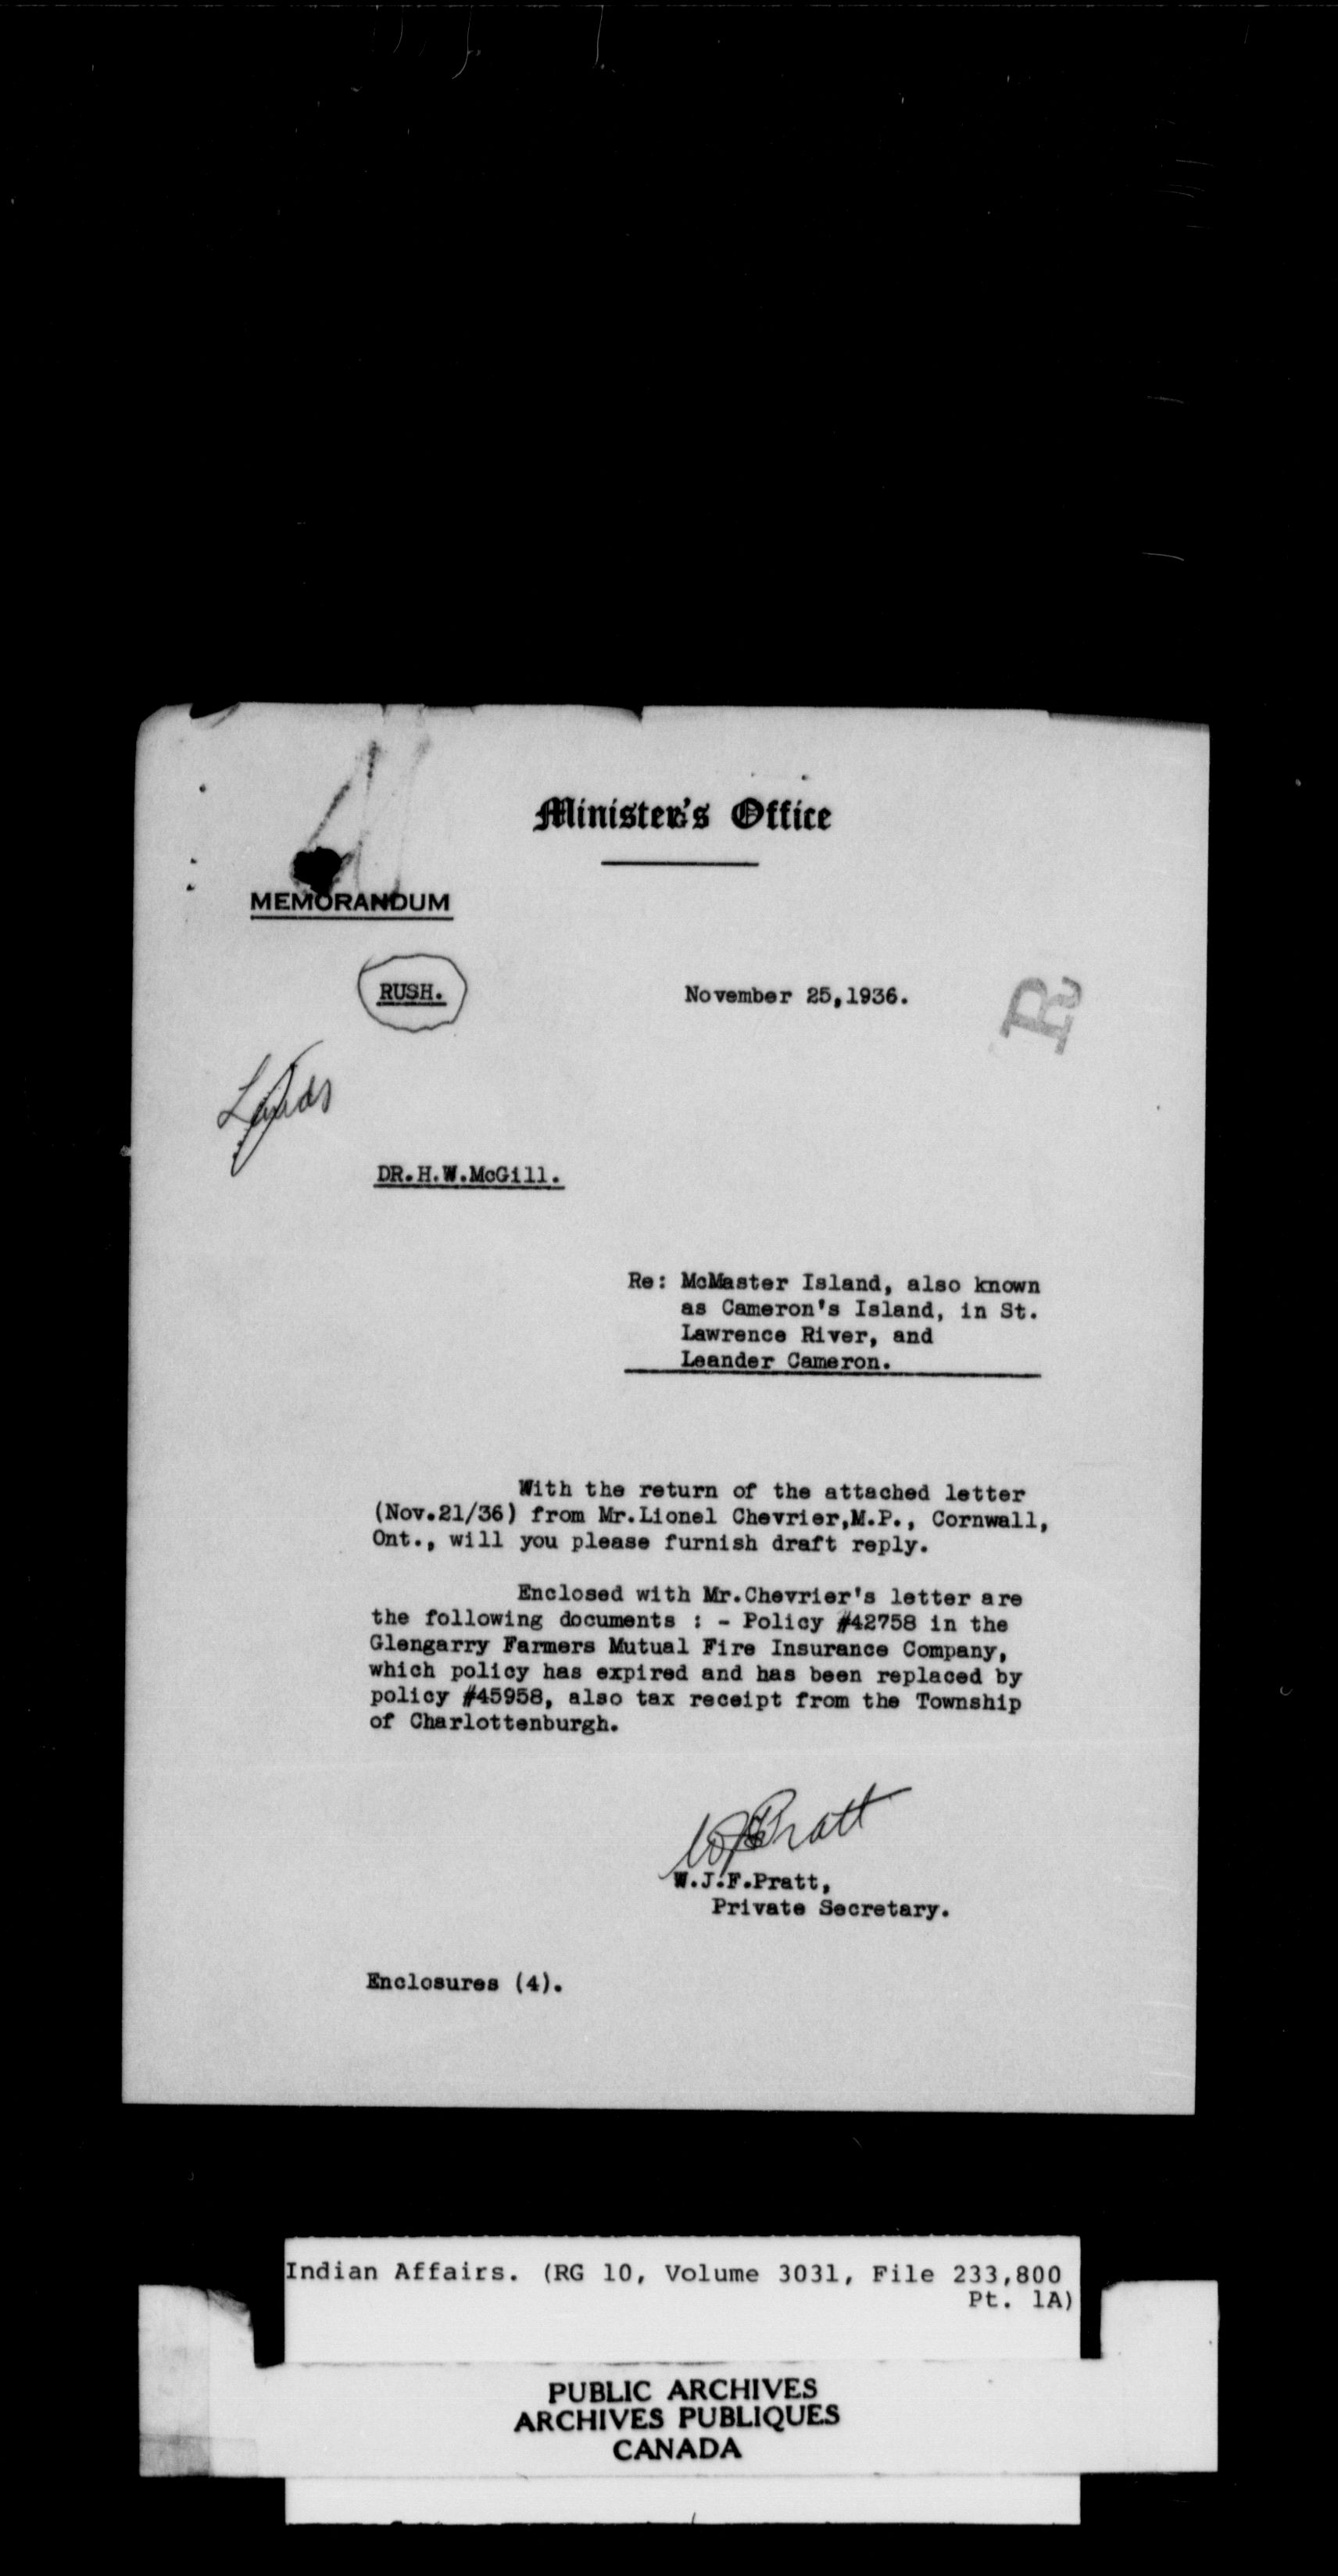 Minister's Office
MEMORANDUM
RUSH.
November 25,1936.
R
Lands
DR.H.W.McGill.
Re: McMaster Island, also known
as Cameron's Island, in St.
Lawrence River, and
Leander Cameron.
With the return of the attached letter
(Nov.21/36) from Mr.Lionel Chevrier,M.P., Cornwall,
Ont., will you please furnish draft reply.
Enclosed with Mr.Chevrier's letter are
the following documents : - Policy #42758 in the
Glengarry Farmers Mutual Fire Insurance Company,
which policy has expired and has been replaced by
policy #45958, also tax receipt from the Township
of Charlottenburgh.
WJFPratt
W.J.F.Pratt,
Private Secretary.
Enclosures (4).
Indian Affairs. (RG 10, Volume 3031, File 233,800
Pt. 1A)
PUBLIC ARCHIVES
ARCHIVES PUBLIQUES
CANADA